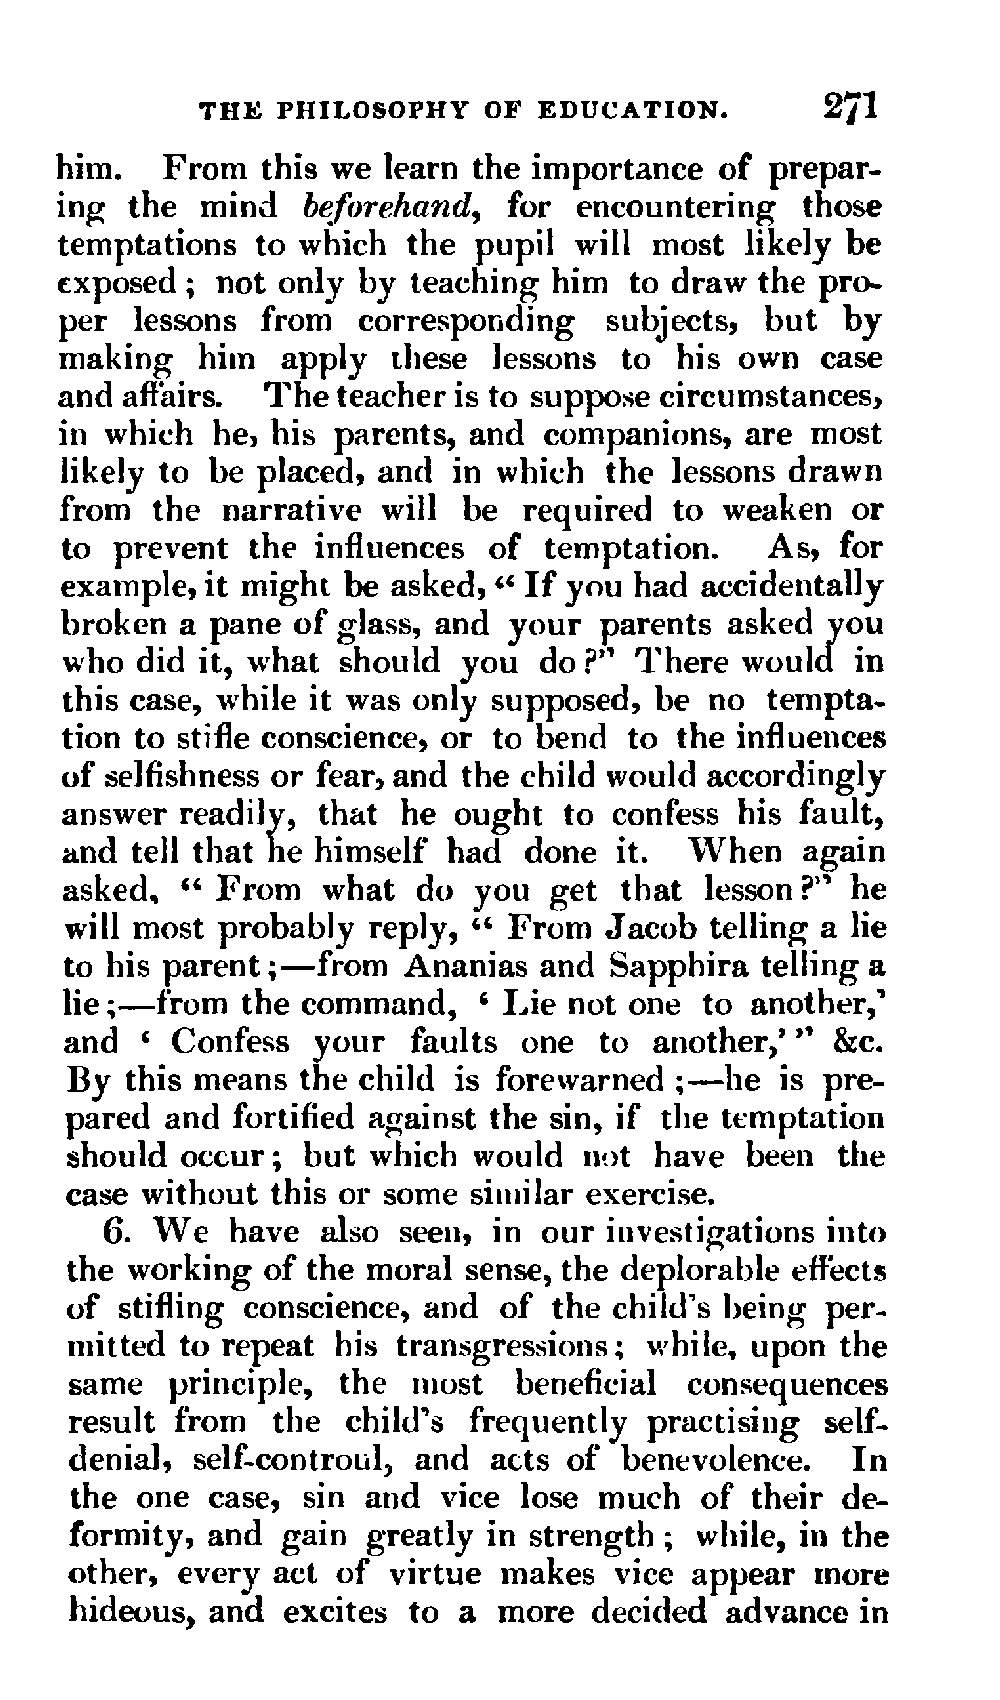 THE PHILOSOPHY OF EDUCATION. 271
him. From this we learn the importance of prepar-
ing the mind beforehand, for encountering those
temptations to which the pupil will most likely be
exposed; not only by teaching him to draw the pro-
per lessons from corresponding subjects, but by
making him apply these lessons to his own case
and affairs. The teacher is to suppose circumstances,
in which he, his parents, and companions, are most
likely to be placed, and in which the lessons drawn
from the narrative will be required to weaken or
to prevent the influences of temptation. As, for
example, it might be asked, “ If you had accidentally
broken a pane of glass, and your parents asked you
who did it, what should you do?” There would in
this case, while it was only supposed, be no tempta-
tion to stifle conscience, or to bend to the influences
of selfishness or fear, and the child would accordingly
answer readily, that he ought to confess his fault,
and tell that he himself had done it. When again
asked, “ From what do you get that lesson?” he
will most probably reply, “ From Jacob telling a lie
to his parent;—from Ananias and Sapphira telling a
lie;—from the command, ‘ Lie not one to another,’
and ‘ Confess your faults one to another,’ ” &c.
By this means the child is forewarned;—he is pre-
pared and fortified against the sin, if the temptation
should occur; but which would not have been the
case without this or some similar exercise.
6. We have also seen, in our investigations into
the working of the moral sense, the deplorable effects
of stifling conscience, and of the child’s being per-
mitted to repeat his transgressions; while, upon the
same principle, the most beneficial consequences
result from the child’s frequently practising self-
denial, self-controul, and acts of benevolence. In
the one case, sin and vice lose much of their de-
formity, and gain greatly in strength; while, in the
other, every act of virtue makes vice appear more
hideous, and excites to a more decided advance in